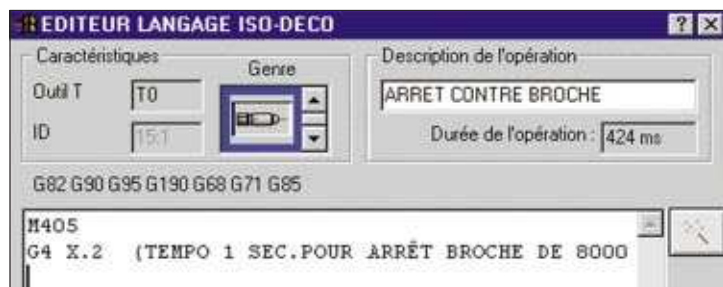 EDITEUR LANGAGE ISO-DECO
Caractéristiques
Genre
Outil T
T0
ID
15:1
Description de l'opération
ARRET CONTRE BROCHE
Durée de l'opération : 424 ms
G82 G90 G95 G190 G68 G71 G85
M405
G4 X.2 (TEMPO 1 SEC.POUR ARRÊT BROCHE DE 8000